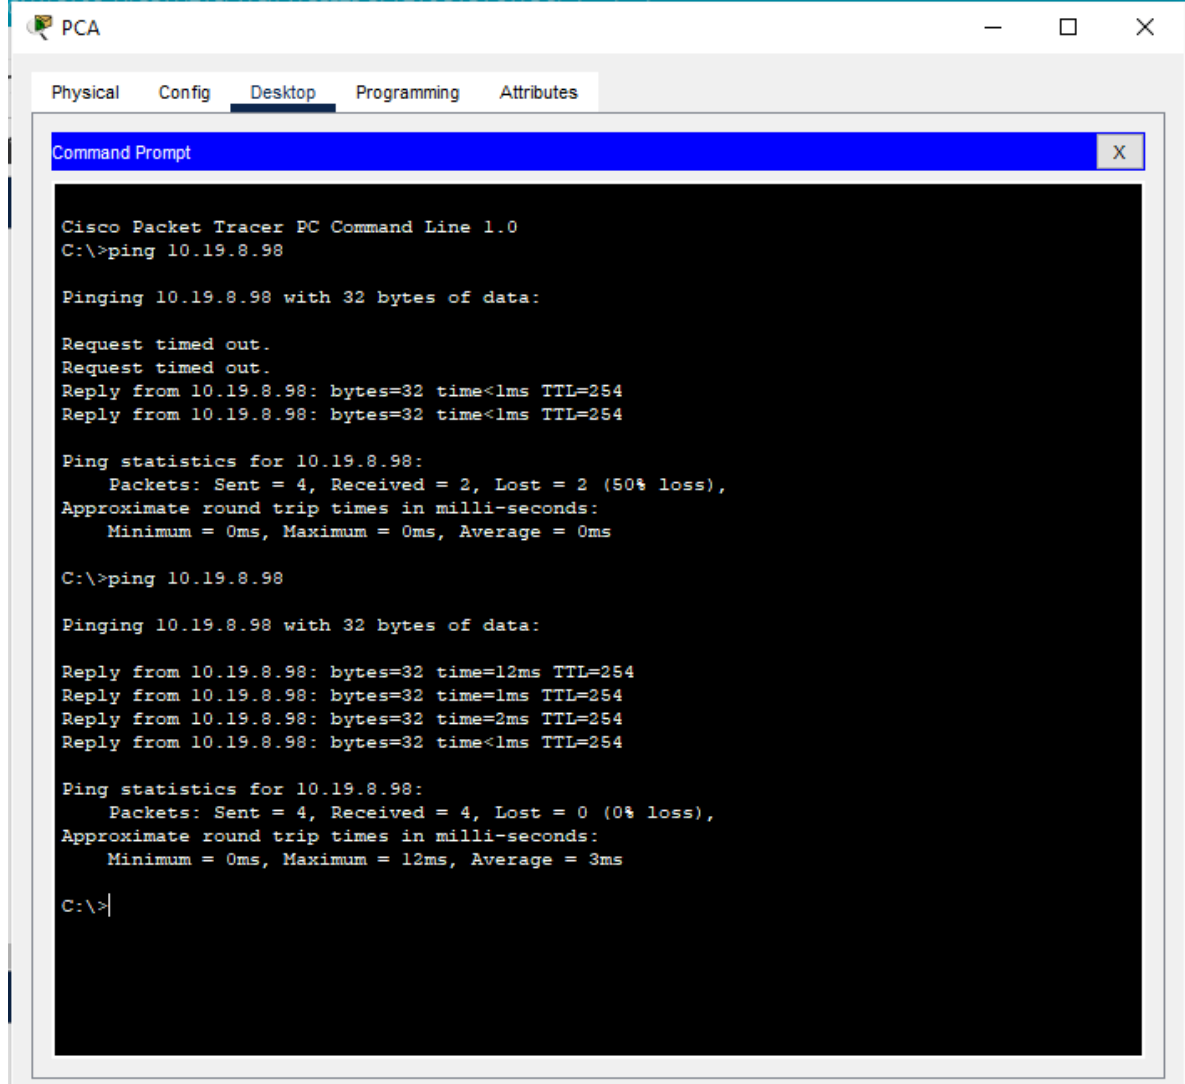 PCA
Physical Config Desktop Programming Attributes
Command Prompt X
Cisco Packet Tracer PC Command Line 1.0
C:\>ping 10.19.8.98
Pinging 10.19.8.98 with 32 bytes of data:
Request timed out.
Request timed out.
Reply from 10.19.8.98: bytes=32 time<1ms TTL=254
Reply from 10.19.8.98: bytes=32 time<1ms TTL=254
Ping statistics for 10.19.8.98:
Packets: Sent = 4, Received = 2, Lost = 2 (50% loss),
Approximate round trip times in milli-seconds:
Minimum = 0ms, Maximum = 0ms, Average = 0ms
C:\>ping 10.19.8.98
Pinging 10.19.8.98 with 32 bytes of data:
Reply from 10.19.8.98: bytes=32 time=12ms TTL=254
Reply from 10.19.8.98: bytes=32 time=1ms TTL=254
Reply from 10.19.8.98: bytes=32 time=2ms TTL=254
Reply from 10.19.8.98: bytes=32 time<1ms TTL=254
Ping statistics for 10.19.8.98:
Packets: Sent = 4, Received = 4, Lost = 0 (0% loss),
Approximate round trip times in milli-seconds:
Minimum = 0ms, Maximum = 12ms, Average = 3ms
C:\>